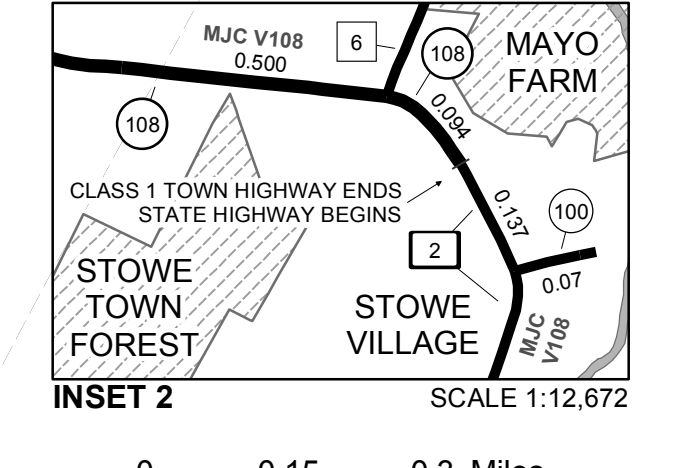 MJC V108
0.500
6
108
MAYO
FARM
108
0.094
CLASS 1 TOWN HIGHWAY ENDS
STATE HIGHWAY BEGINS
0.137
100
2
0.07
STOWE
TOWN
FOREST
STOWE
VILLAGE
MJC
V108
INSET 2
SCALE 1:12,672
0 0.15 0.3 Miles